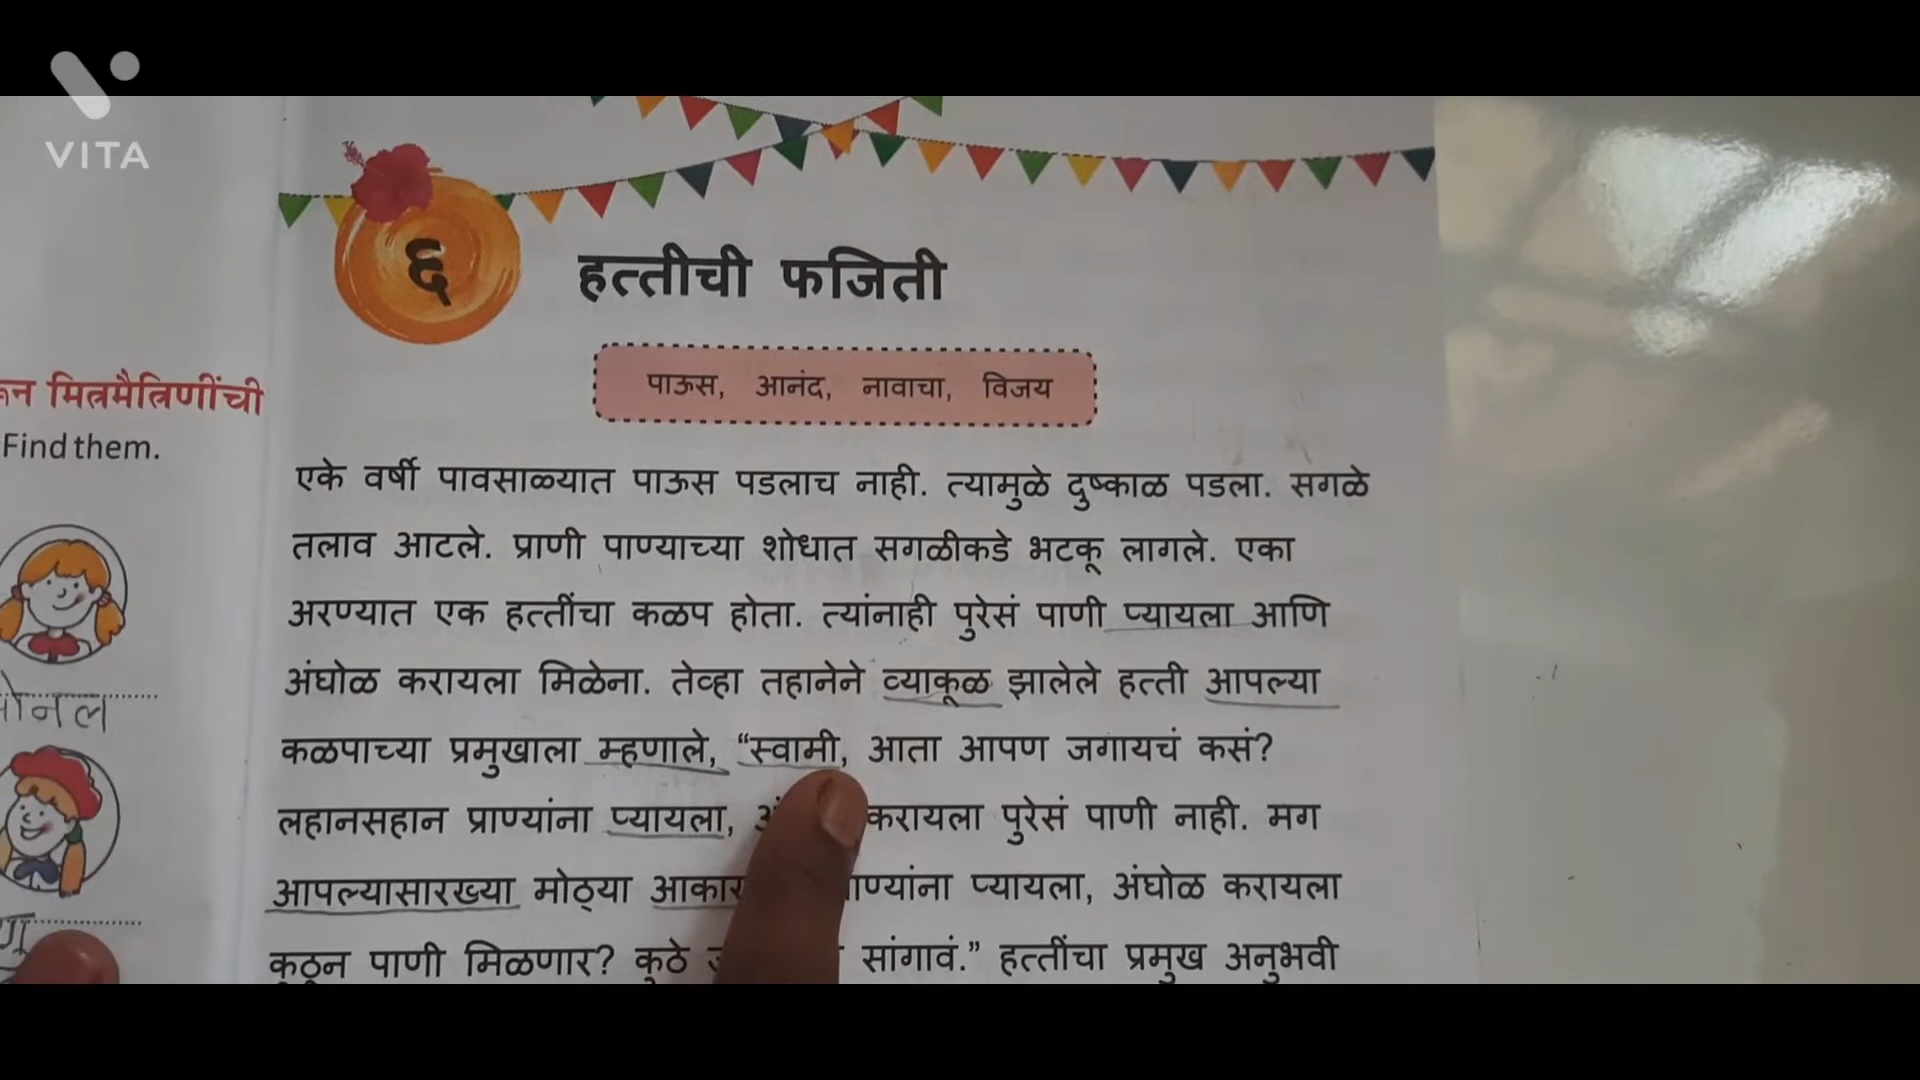 VITA
६
हत्तीची फजिती
पाऊस, आनंद, नावाचा, विजय
मित्रमैत्रिणींची
Find them.
एके वर्षी पावसाळ्यात पाऊस पडलाच नाही. त्यामुळे दुष्काळ पडला. सगळे
तलाव आटले. प्राणी पाण्याच्या शोधात सगळीकडे भटकू लागले. एका
अरण्यात एक हत्तींचा कळप होता. त्यांनाही पुरेसं पाणी प्यायला आणि
अंघोळ करायला मिळेना. तेव्हा तहानेने व्याकूळ झालेले हत्ती आपल्या
कळपाच्या प्रमुखाला म्हणाले, “स्वामी, आता आपण जगायचं कसं?
लहानसहान प्राण्यांना प्यायला, करायला पुरेसं पाणी नाही. मग
आपल्यासारख्या मोठ्या प्यायला, अंघोळ करायला
कुठून पाणी मिळणार? कुठे सांगावं.” हत्तींचा प्रमुख अनुभवी